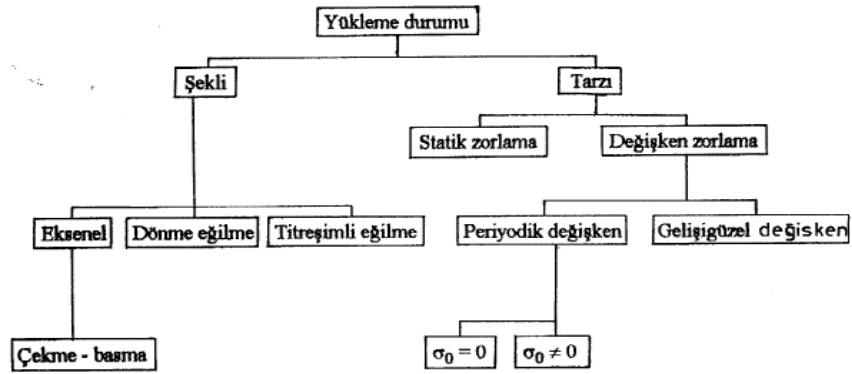 Yükleme durumu
Şekli
Tarzı
Statik zorlama
Değişken zorlama
Eksenel
Dönme eğilme
Titreşimli eğilme
Periyodik değişken
Gelişigüzel değisken
Çekme - basma
σ₀ = 0
σ₀ ≠ 0